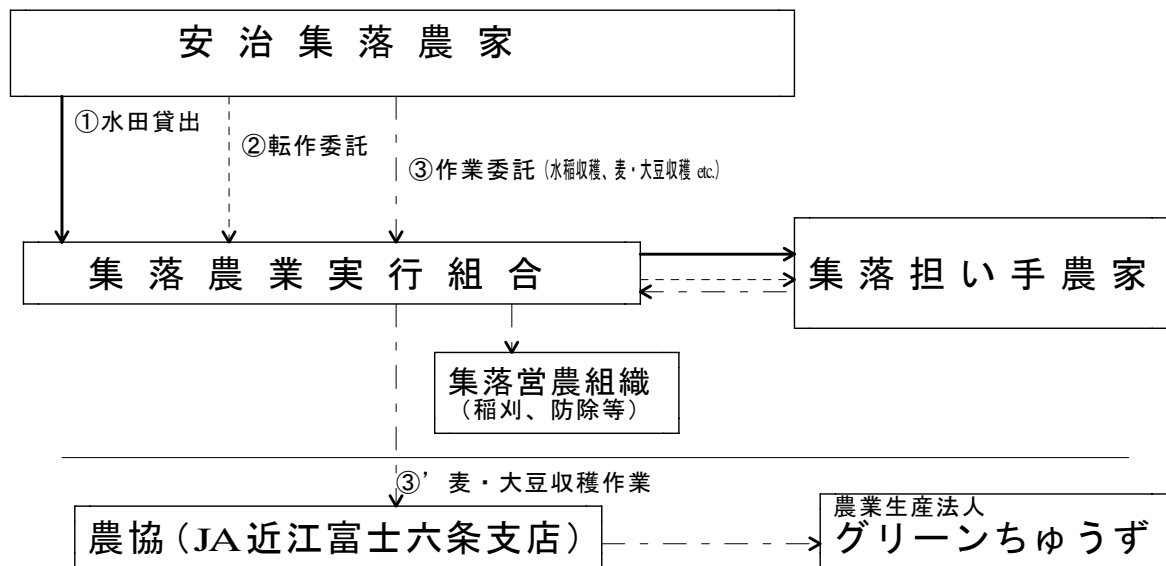 安治集落農家
①水田貸出
②転作委託
③作業委託(水稲収穫、麦・大豆収穫 etc.)
集落農業実行組合
集落担い手農家
集落営農組織
(稲刈、防除等)
③’麦・大豆収穫作業
農協(JA近江富士六条支店)
農業生産法人
グリーンちゅうず